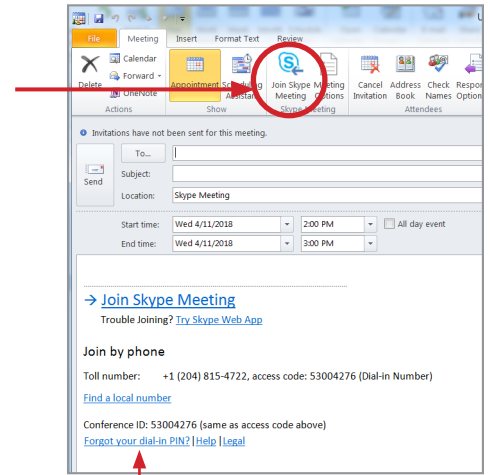 U
File Meeting Insert Format Text Review
Delete
Calendar
Forward
OneNote
Actions
Appointment Scheduling Assistant
Show
Join Skype Meeting Meeting Options
Skype Meeting
Cancel Invitation Address Book Check Names Respon Option
Attendees
Invitations have not been sent for this meeting.
Send
To...
Subject:
Location: Skype Meeting
Start time: Wed 4/11/2018 2:00 PM All day event
End time: Wed 4/11/2018 3:00 PM
→ Join Skype Meeting
Trouble Joining? Try Skype Web App
Join by phone
Toll number: +1 (204) 815-4722, access code: 53004276 (Dial-in Number)
Find a local number
Conference ID: 53004276 (same as access code above)
Forgot your dial-in PIN? | Help | Legal